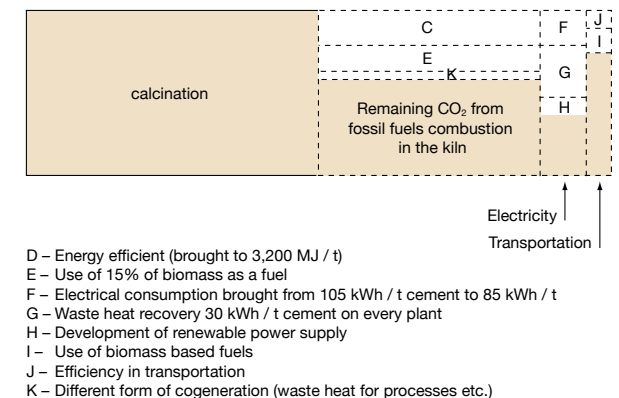 C
F
J
I
E
K
G
calcination
H
Remaining CO₂ from
fossil fuels combustion
in the kiln
Electricity
Transportation
D – Energy efficient (brought to 3,200 MJ / t)
E – Use of 15% of biomass as a fuel
F – Electrical consumption brought from 105 kWh / t cement to 85 kWh / t
G – Waste heat recovery 30 kWh / t cement on every plant
H – Development of renewable power supply
I – Use of biomass based fuels
J – Efficiency in transportation
K – Different form of cogeneration (waste heat for processes etc.)